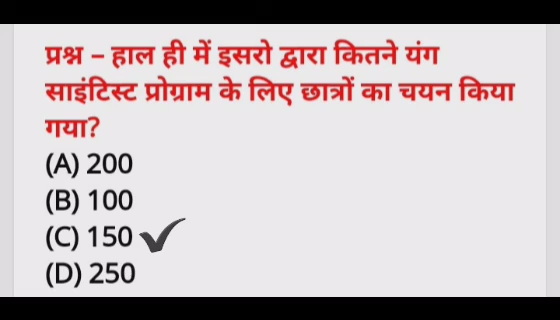 प्रश्न – हाल ही में इसरो द्वारा कितने यंग
साइंटिस्ट प्रोग्राम के लिए छात्रों का चयन किया
गया?
(A) 200
(B) 100
(C) 150
(D) 250